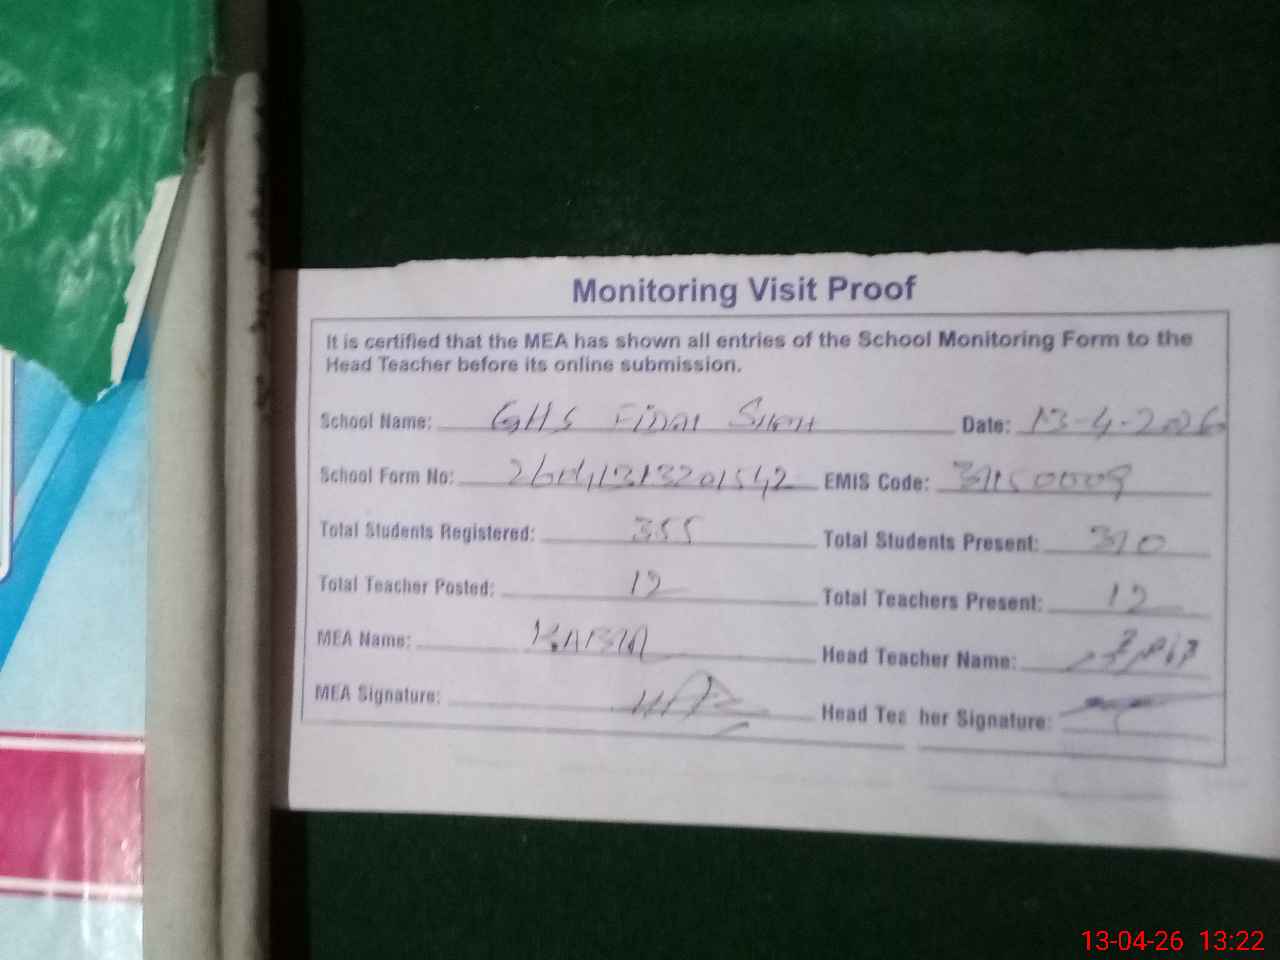 Monitoring Visit Proof
It is certified that the MEA has shown all entries of the School Monitoring Form to the
Head Teacher before its online submission.
School Name: GHS Fidai Shah Date: 13-4-2026
School Form No: EMIS Code:
Total Students Registered: 355 Total Students Present: 310
Total Teacher Posted: 12 Total Teachers Present: 12
MEA Name: Head Teacher Name:
MEA Signature: Head Teacher Signature:
13-04-26 13:22